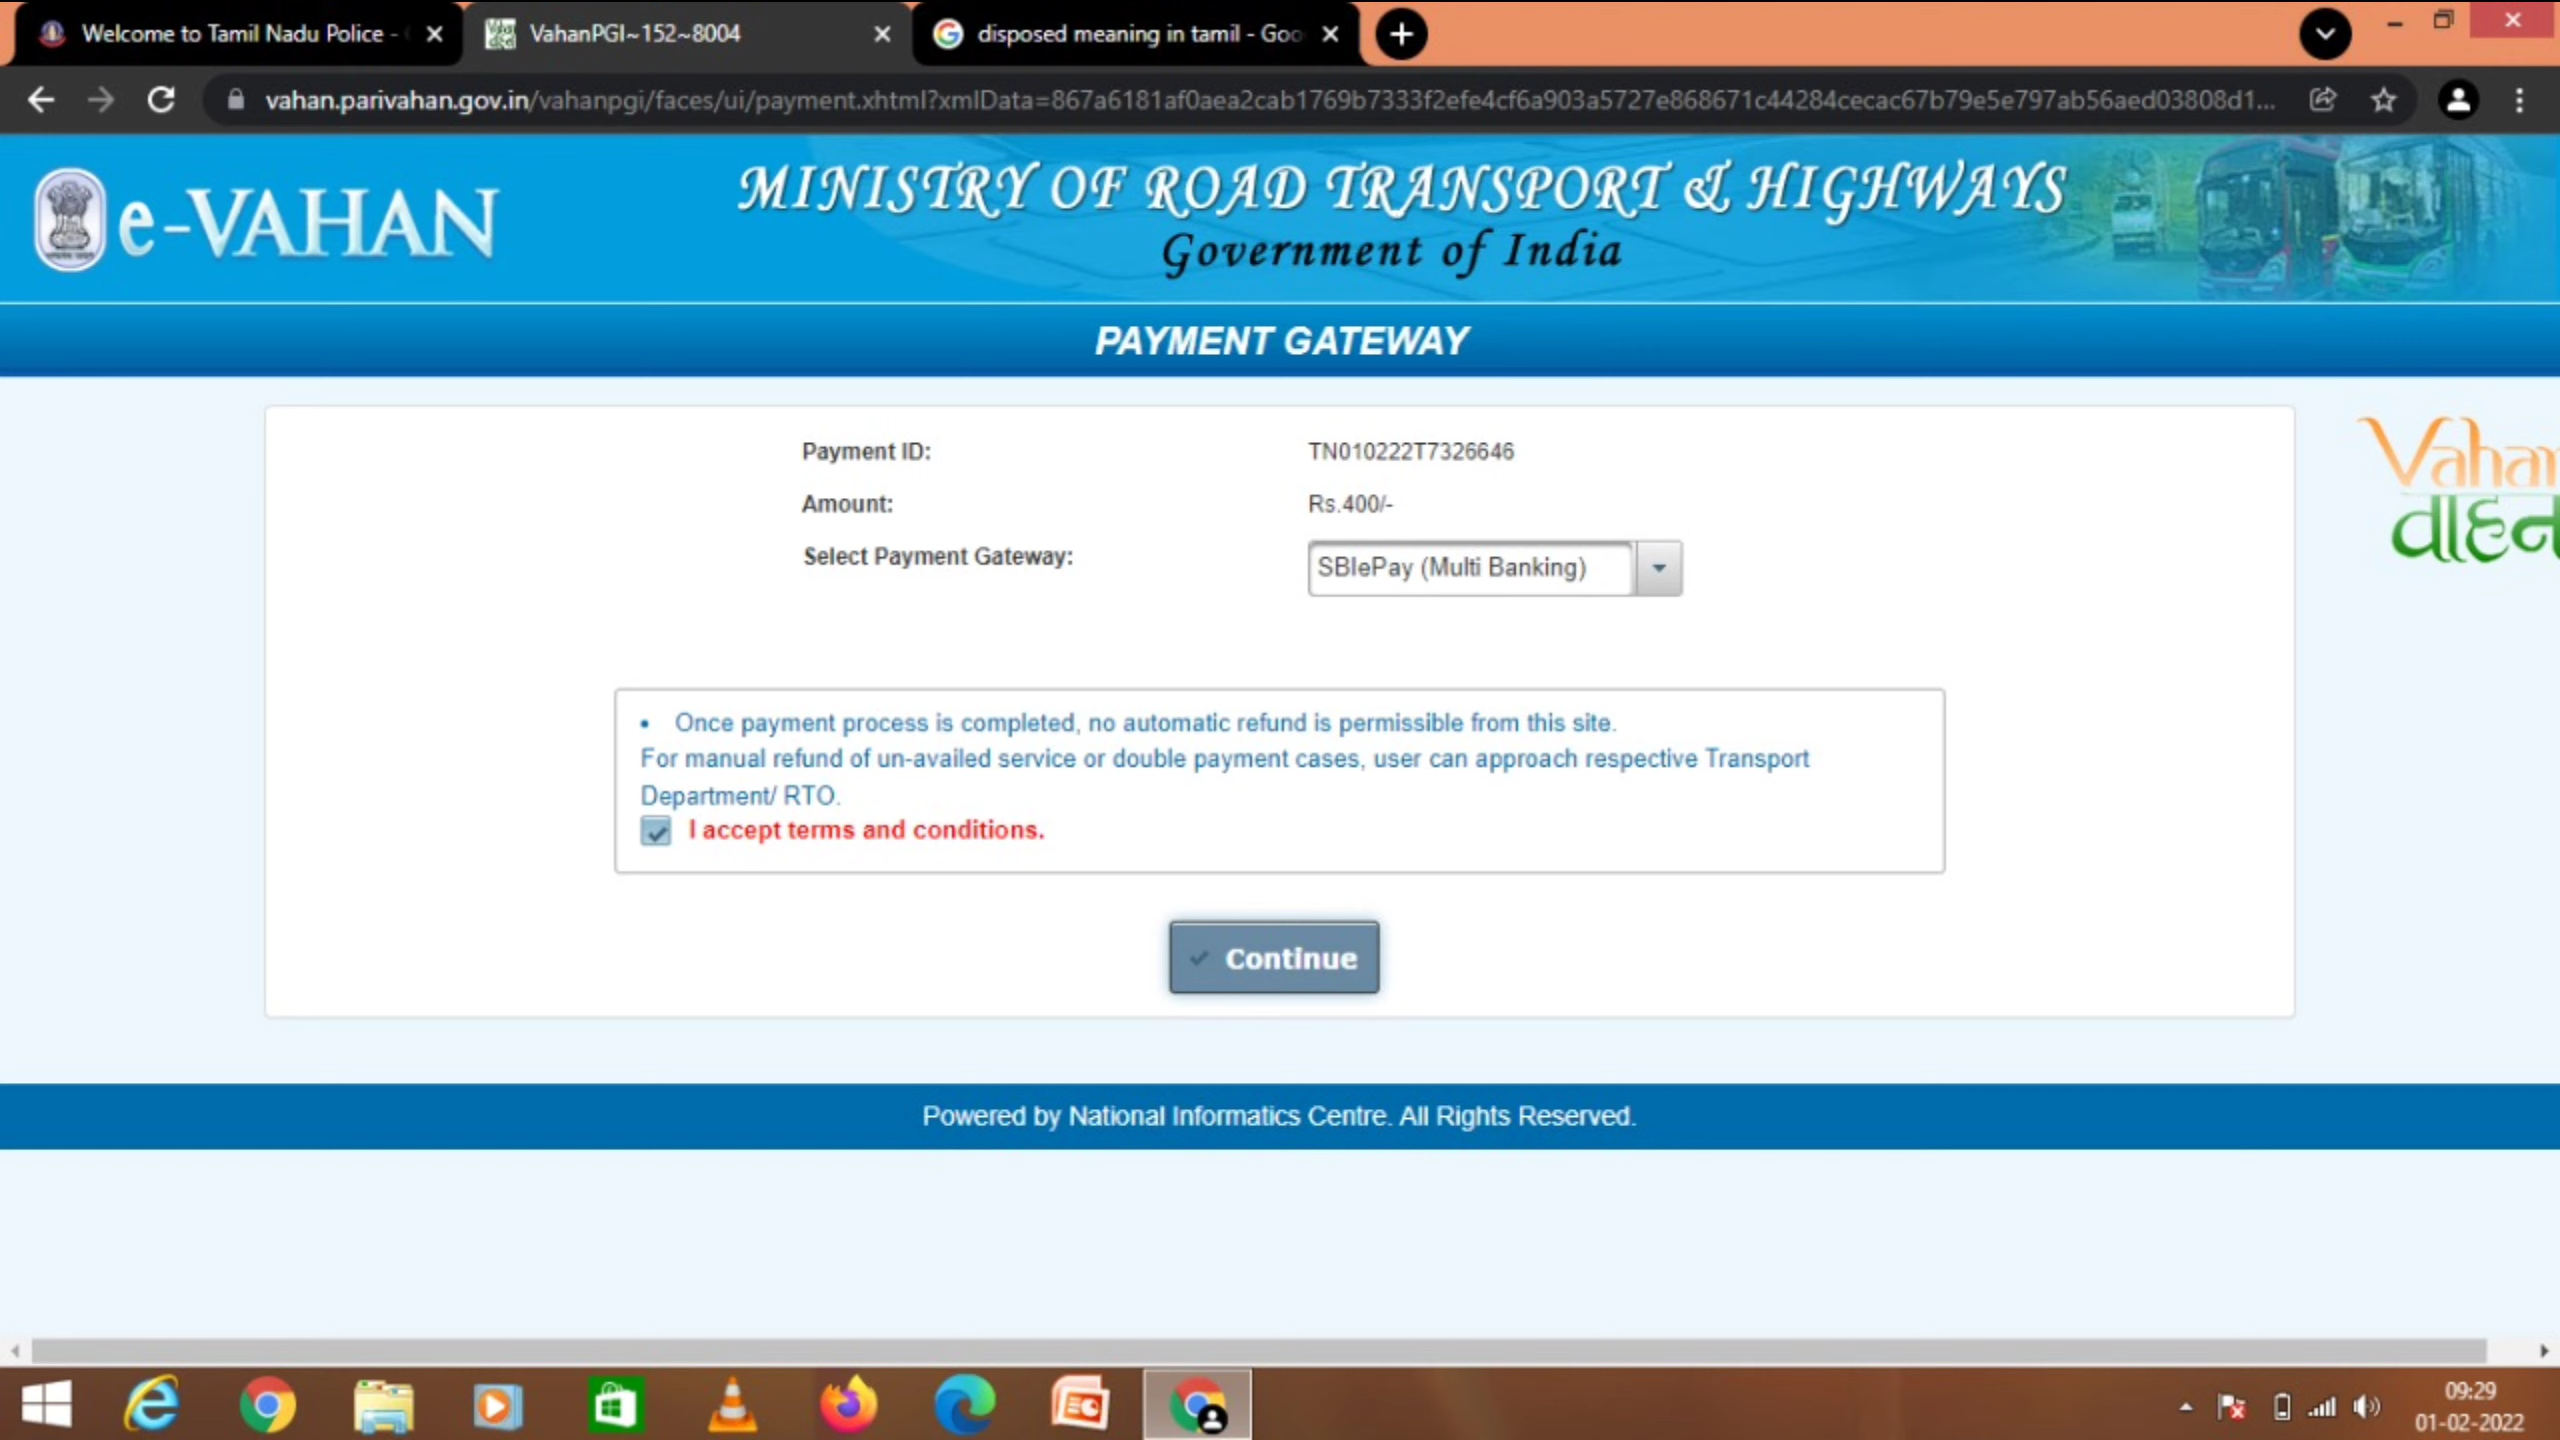 Welcome to Tamil Nadu Police -
VahanPGI~152~8004
disposed meaning in tamil - Goo
vahan.parivahan.gov.in/vahanpgi/faces/ui/payment.xhtml?xmlData=867a6181af0aea2cab1769b7333f2efe4cf6a903a5727e868671c44284cecac67b79e5e797ab56aed03808d1...
e-VAHAN
MINISTRY OF ROAD TRANSPORT & HIGHWAYS
Government of India
PAYMENT GATEWAY
Payment ID: TN010222T7326646
Amount: Rs.400/-
Select Payment Gateway: SBIePay (Multi Banking)
Vahan
वाहन
• Once payment process is completed, no automatic refund is permissible from this site.
For manual refund of un-availed service or double payment cases, user can approach respective Transport
Department/ RTO.
I accept terms and conditions.
Continue
Powered by National Informatics Centre. All Rights Reserved.
09:29
01-02-2022